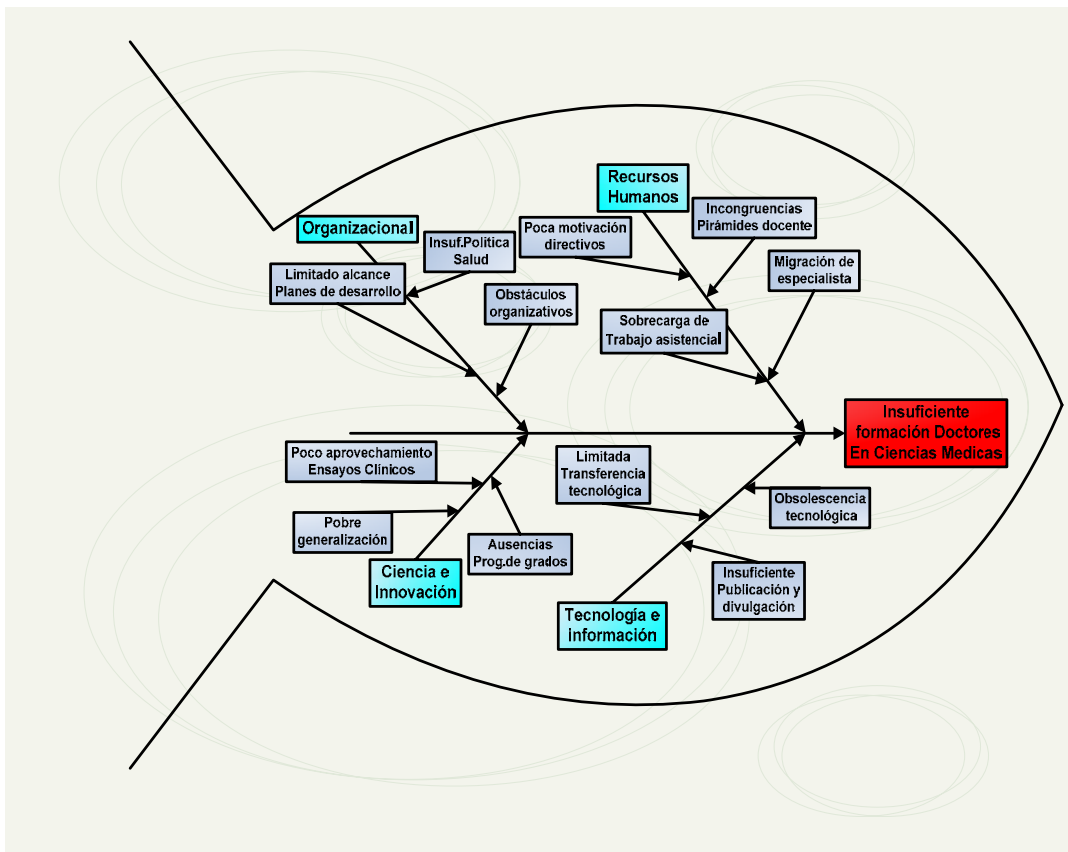 Recursos
Humanos
Organizacional
Incongruencias
Pirámides docente
Poca motivación
directivos
Insuf.Política
Salud
Migración de
especialista
Limitado alcance
Planes de desarrollo
Obstáculos
organizativos
Sobrecarga de
Trabajo asistencial
Insuficiente
formación Doctores
En Ciencias Medicas
Poco aprovechamiento
Ensayos Clínicos
Limitada
Transferencia
tecnológica
Obsolescencia
tecnológica
Pobre
generalización
Ausencias
Prog.de grados
Ciencia e
Innovación
Insuficiente
Publicación y
divulgación
Tecnología e
información